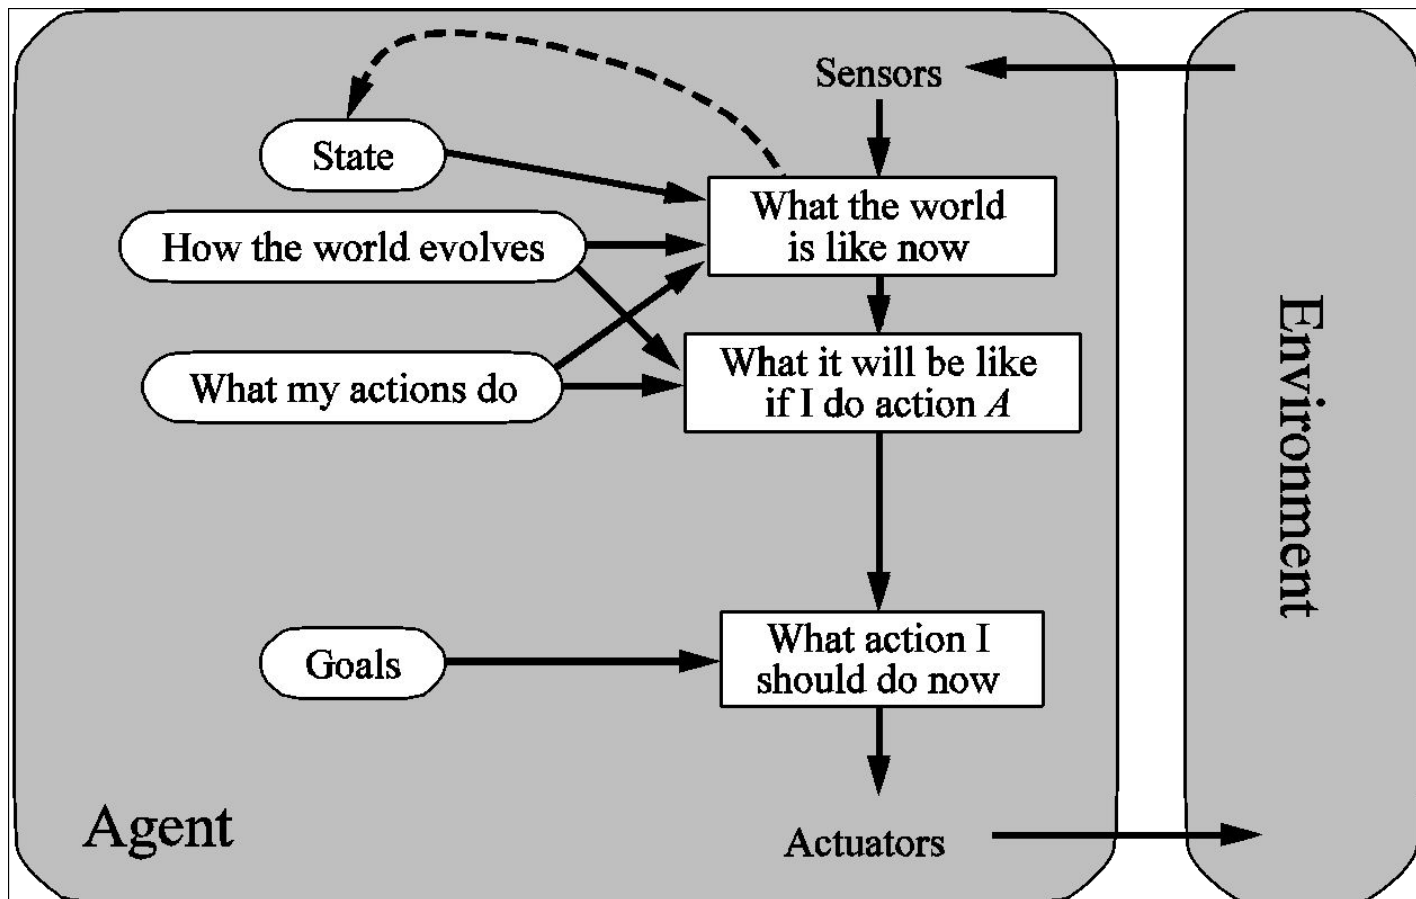 Sensors
State
What the world
is like now
How the world evolves
What my actions do
What it will be like
if I do action A
Environment
Goals
What action I
should do now
Agent
Actuators